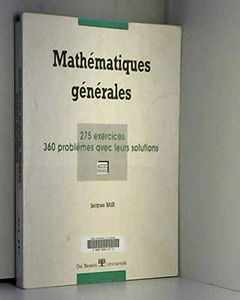 Mathématiques
générales
275 exercices
360 problèmes avec leurs solutions
Jacques BAIR
De Boeck Université